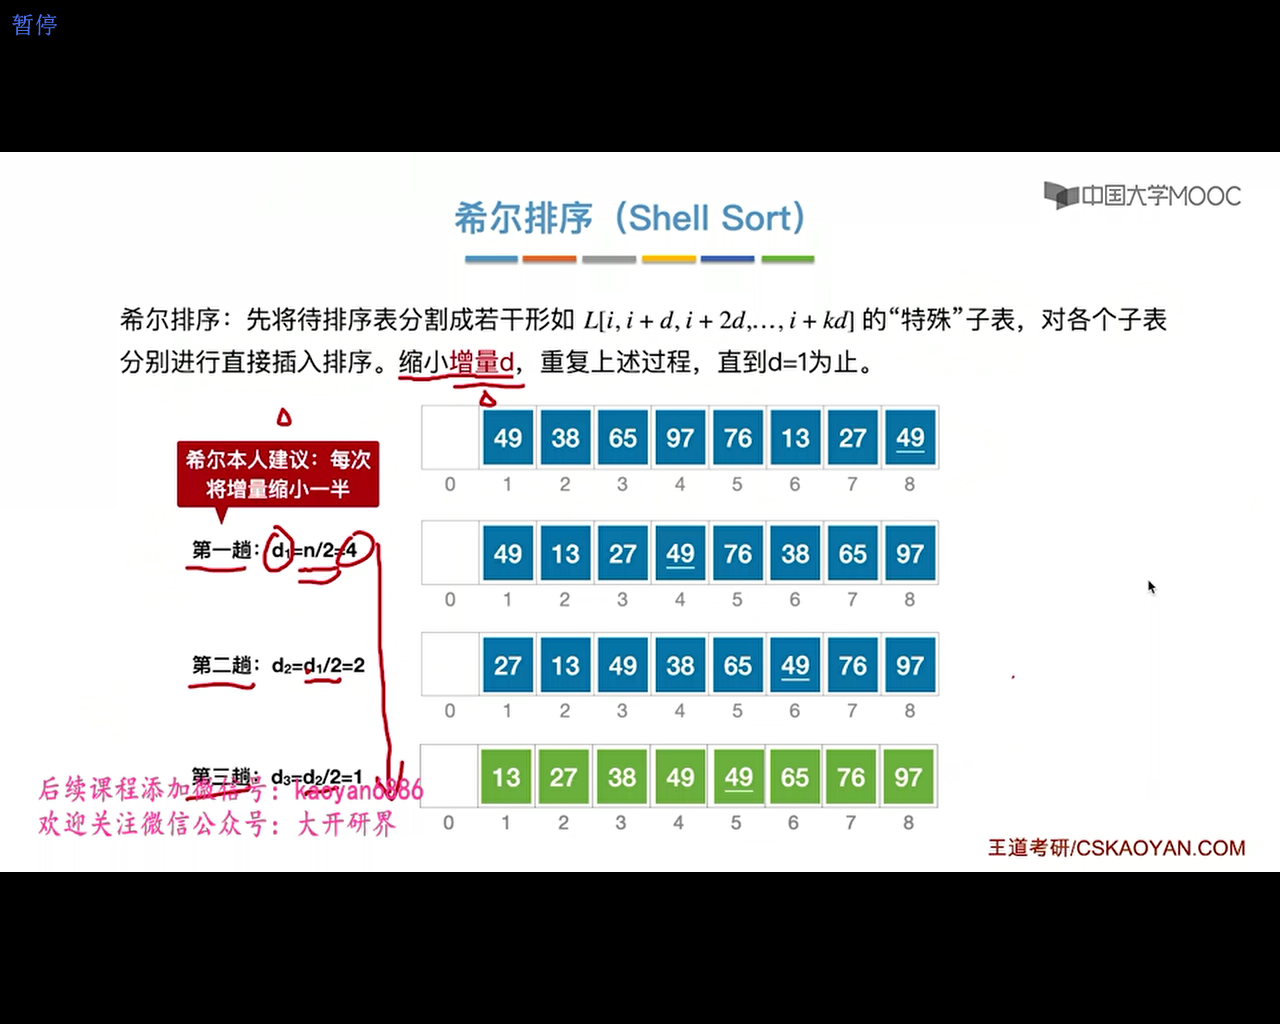 暂停
中国大学MOOC
希尔排序（Shell Sort）
希尔排序：先将待排序表分割成若干形如 L[i, i + d, i + 2d,…, i + kd] 的“特殊”子表，对各个子表
分别进行直接插入排序。缩小增量d，重复上述过程，直到d=1为止。
49 38 65 97 76 13 27 49
0 1 2 3 4 5 6 7 8
希尔本人建议：每次
将增量缩小一半
第一趟：d₁=n/2=4
49 13 27 49 76 38 65 97
0 1 2 3 4 5 6 7 8
第二趟：d₂=d₁/2=2
27 13 49 38 65 49 76 97
0 1 2 3 4 5 6 7 8
第三趟：d₃=d₂/2=1
13 27 38 49 49 65 76 97
0 1 2 3 4 5 6 7 8
后续课程添加微信号：kaoyan6886
欢迎关注微信公众号：大开研界
王道考研/CSKAOYAN.COM